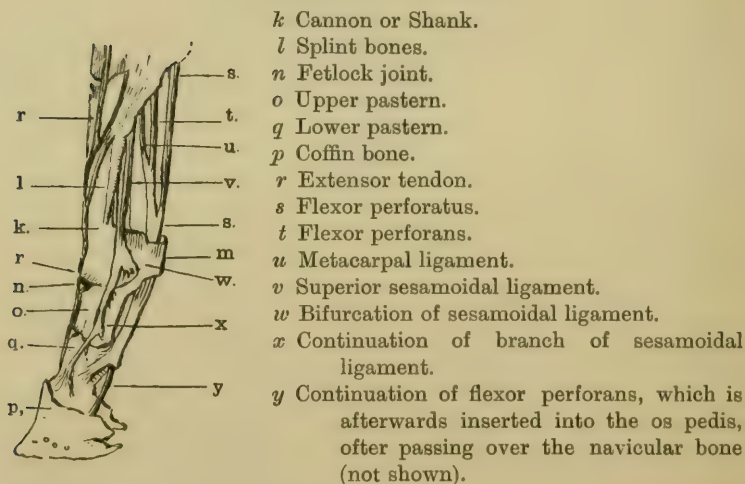 k Cannon or Shank.
l Splint bones.
n Fetlock joint.
o Upper pastern.
q Lower pastern.
p Coffin bone.
r Extensor tendon.
s Flexor perforatus.
t Flexor perforans.
u Metacarpal ligament.
v Superior sesamoidal ligament.
w Bifurcation of sesamoidal ligament.
x Continuation of branch of sesamoidal
ligament.
y Continuation of flexor perforans, which is
afterwards inserted into the os pedis,
ofter passing over the navicular bone
(not shown).
r
l
k.
r
n.
o.
q.
p,
s.
t.
u.
v.
s.
m
w.
x
y